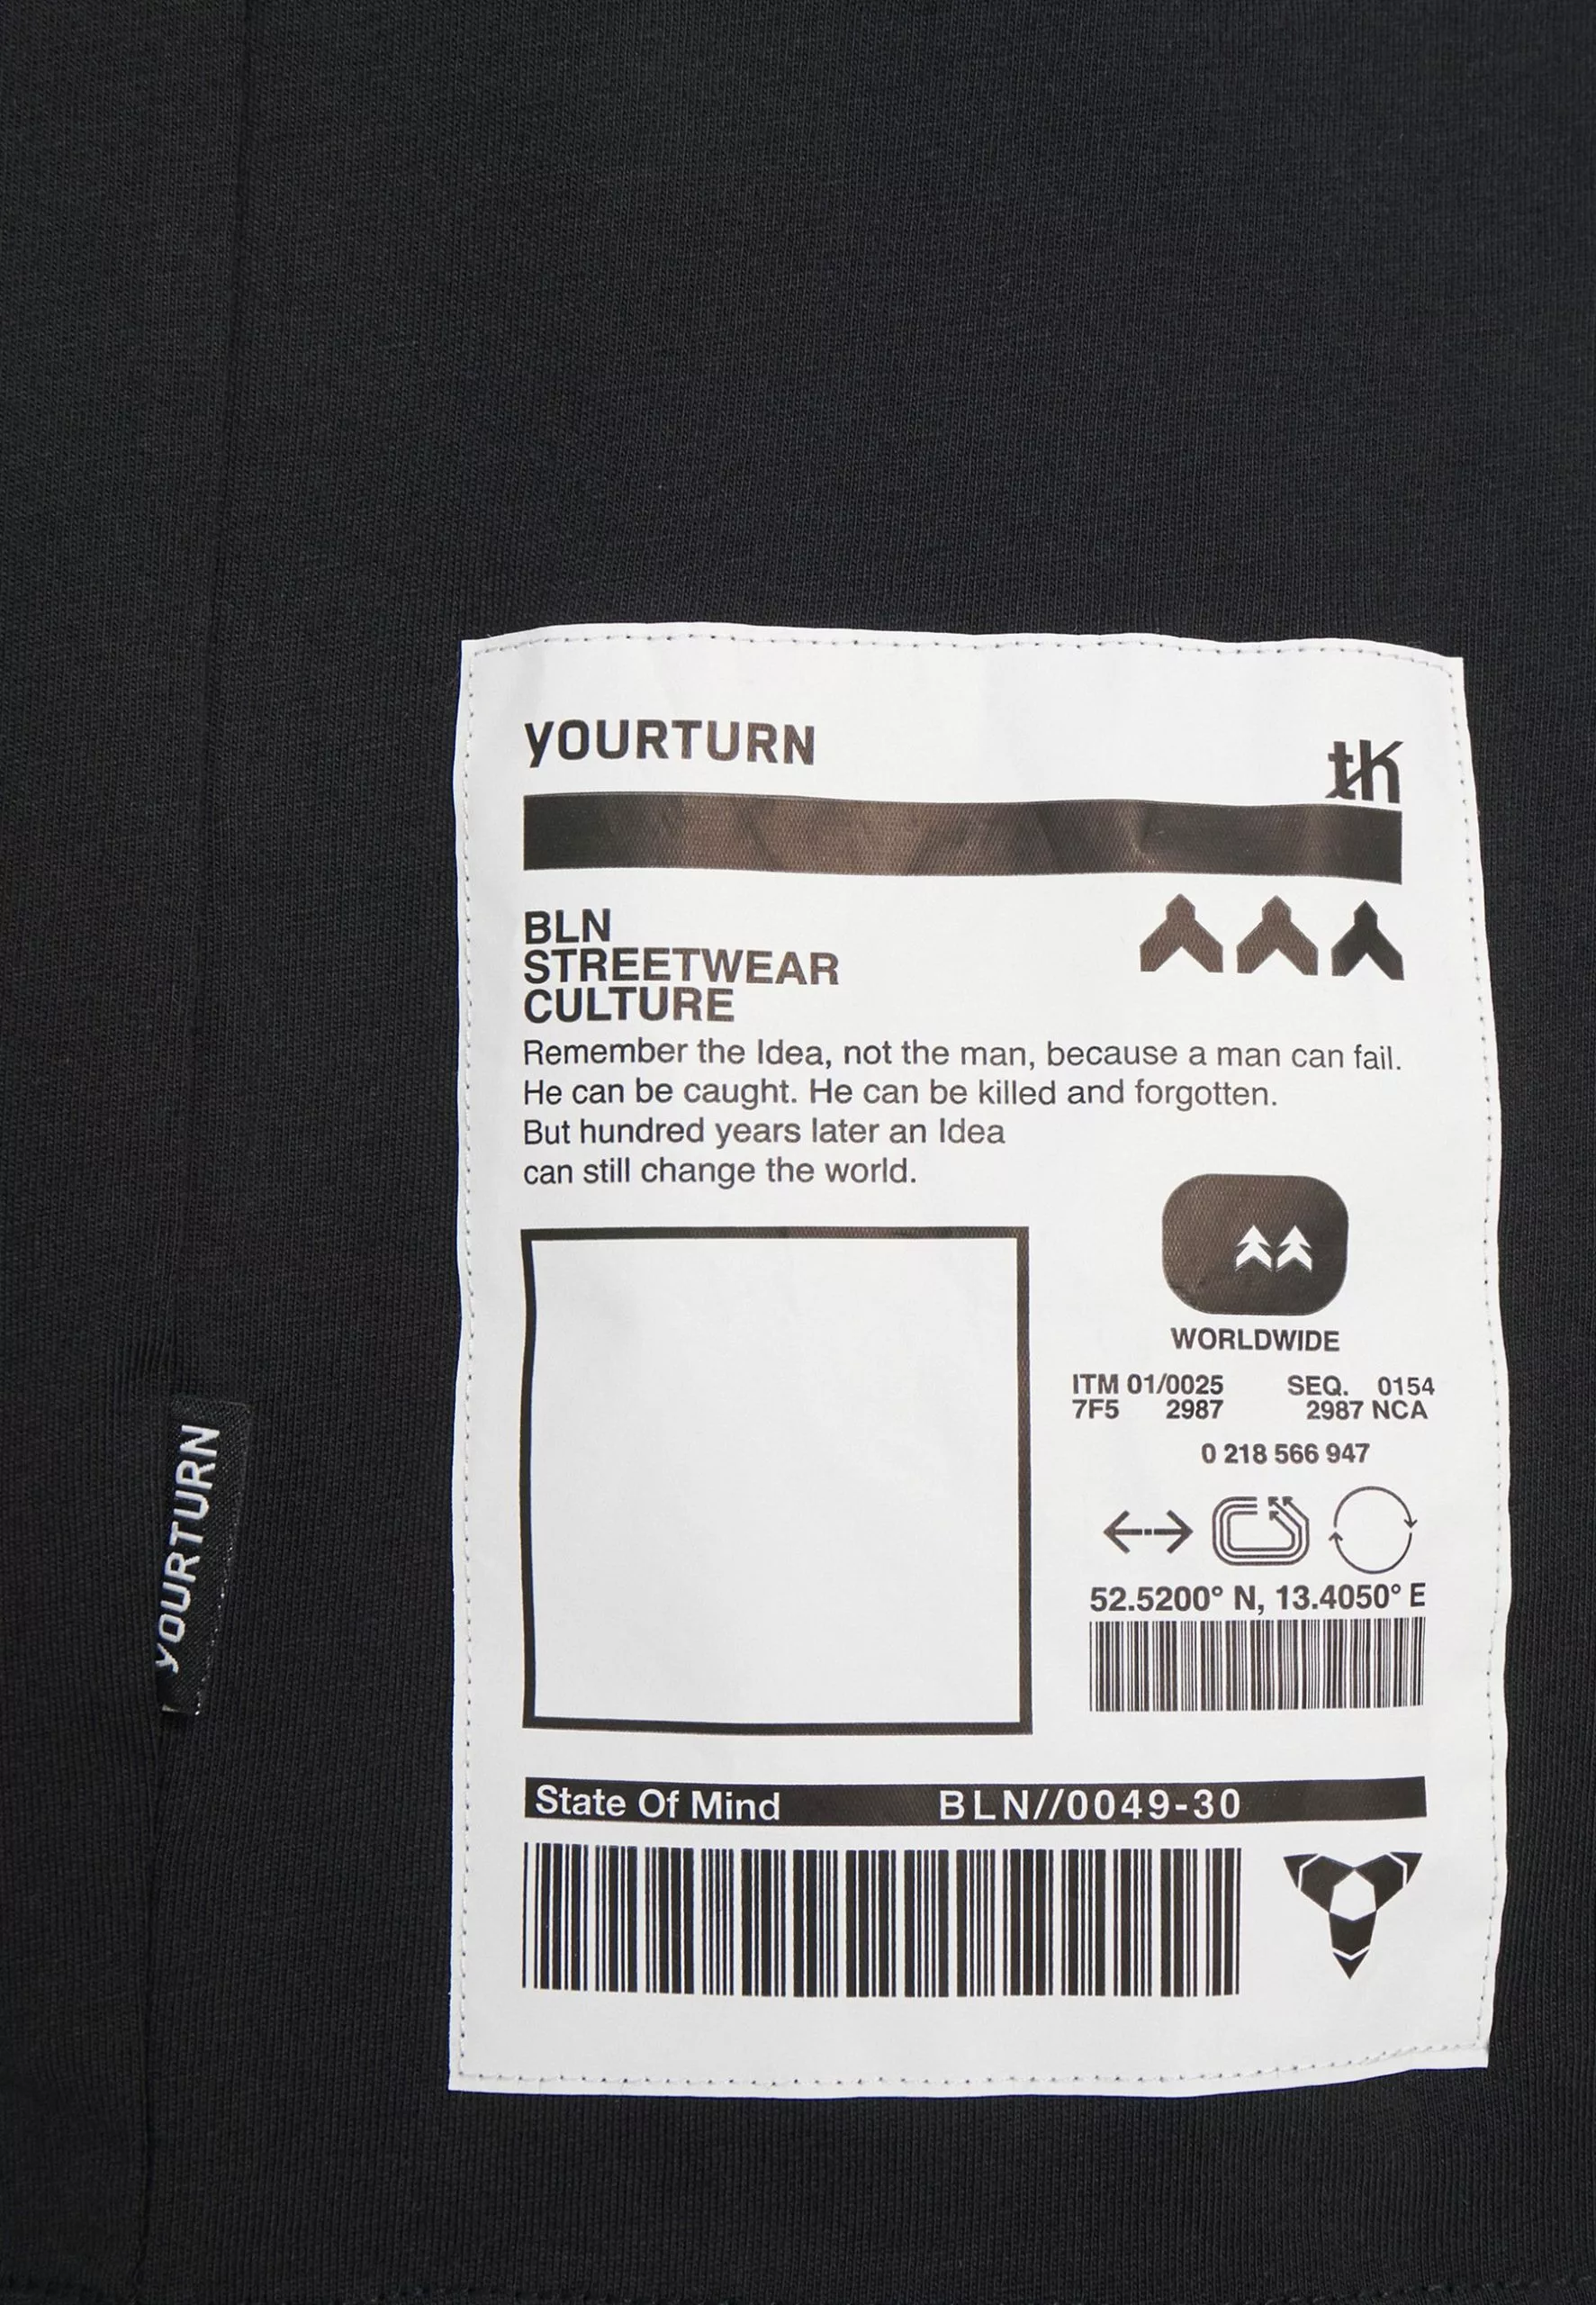 YOURTURN
th
BLN
STREETWEAR
CULTURE
Remember the Idea, not the man, because a man can fail.
He can be caught. He can be killed and forgotten.
But hundred years later an Idea
can still change the world.
WORLDWIDE
ITM 01/0025 SEQ. 0154
7F5 2987 2987 NCA
0 218 566 947
52.5200° N, 13.4050° E
State Of Mind BLN//0049-30
YOURTURN